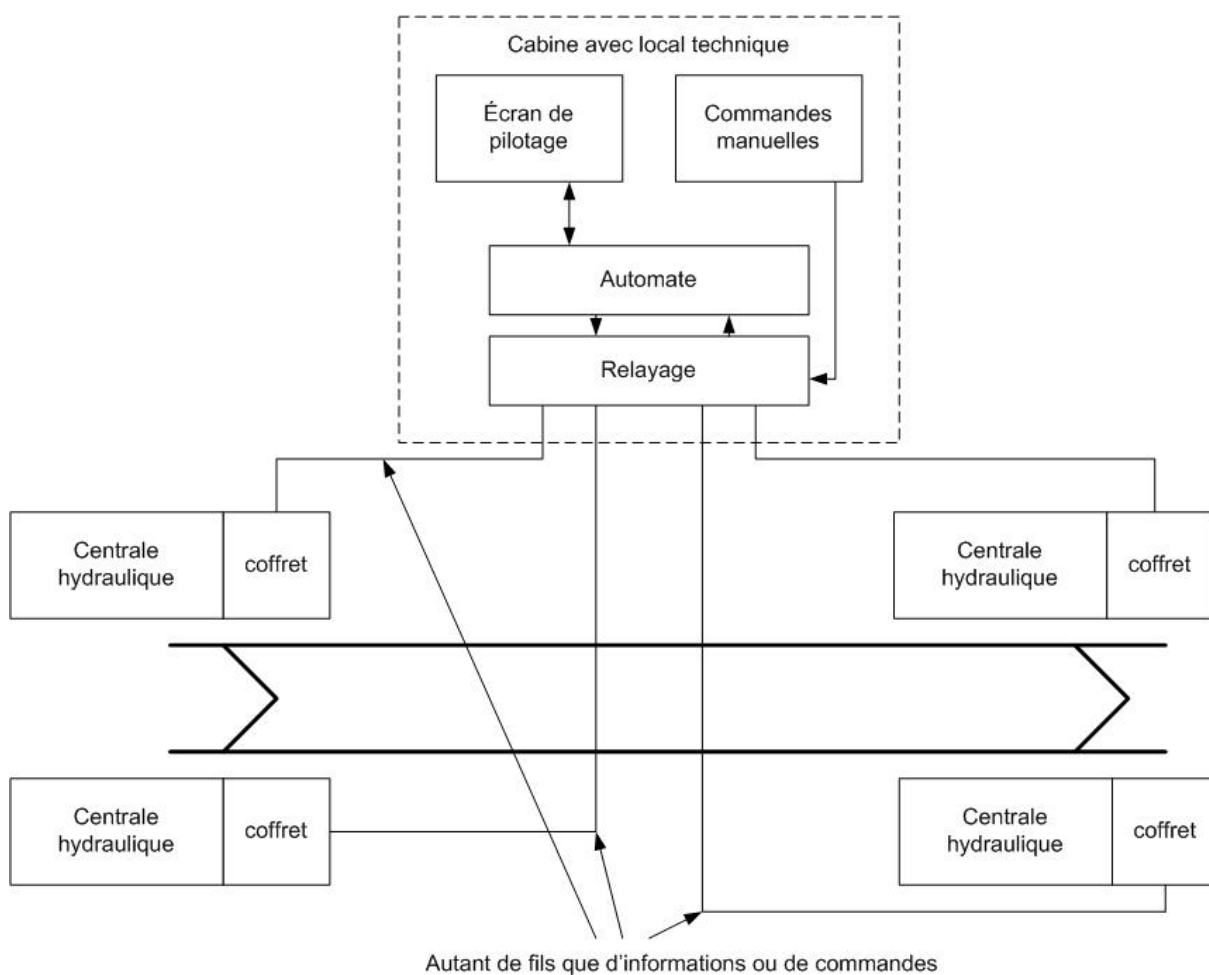 Cabine avec local technique
Écran de
pilotage
Commandes
manuelles
Automate
Relayage
Centrale
hydraulique
coffret
Centrale
hydraulique
coffret
Centrale
hydraulique
coffret
Centrale
hydraulique
coffret
Autant de fils que d'informations ou de commandes